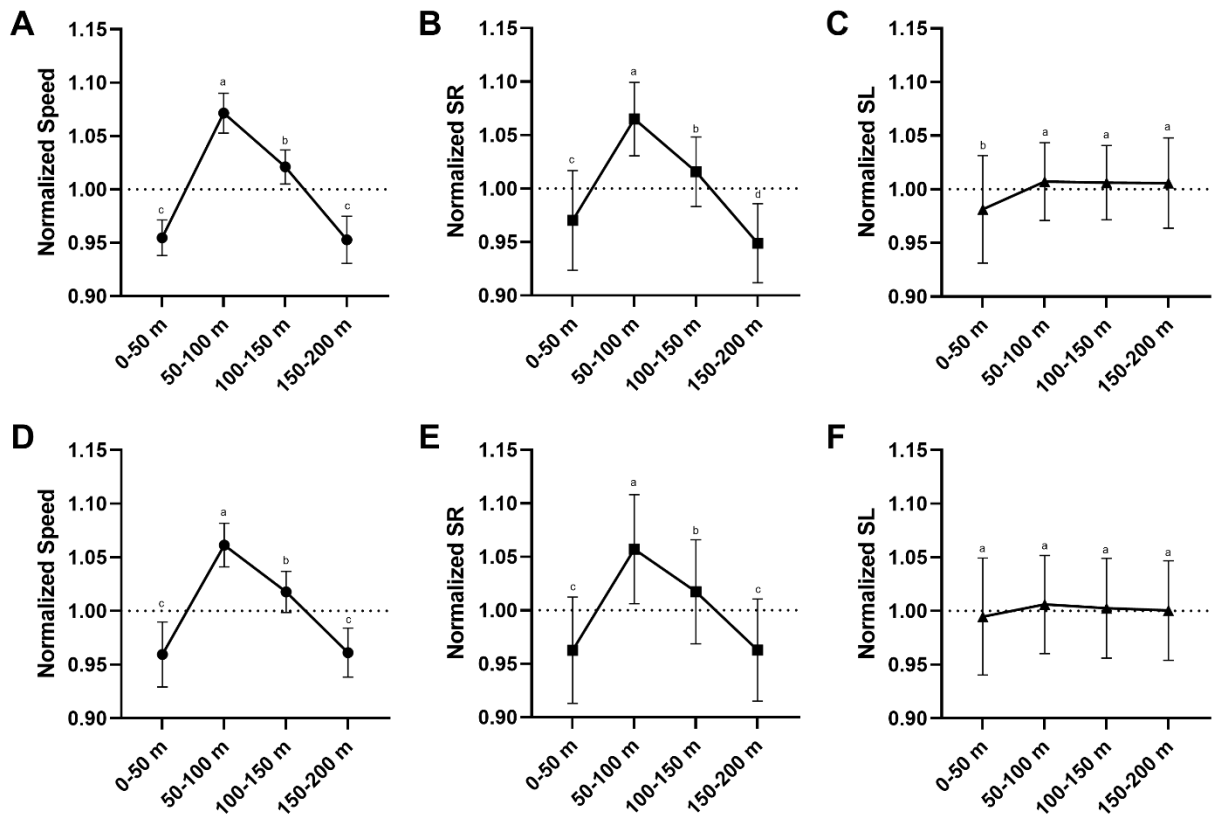 A
Normalized Speed
1.15
1.10
1.05
1.00
0.95
0.90
c
a
b
c
0-50 m
50-100 m
100-150 m
150-200 m
B
Normalized SR
1.15
1.10
1.05
1.00
0.95
0.90
c
a
b
d
0-50 m
50-100 m
100-150 m
150-200 m
C
Normalized SL
1.15
1.10
1.05
1.00
0.95
0.90
b
a
a
a
0-50 m
50-100 m
100-150 m
150-200 m
D
Normalized Speed
1.15
1.10
1.05
1.00
0.95
0.90
c
a
b
c
0-50 m
50-100 m
100-150 m
150-200 m
E
Normalized SR
1.15
1.10
1.05
1.00
0.95
0.90
c
a
b
c
0-50 m
50-100 m
100-150 m
150-200 m
F
Normalized SL
1.15
1.10
1.05
1.00
0.95
0.90
a
a
a
a
0-50 m
50-100 m
100-150 m
150-200 m